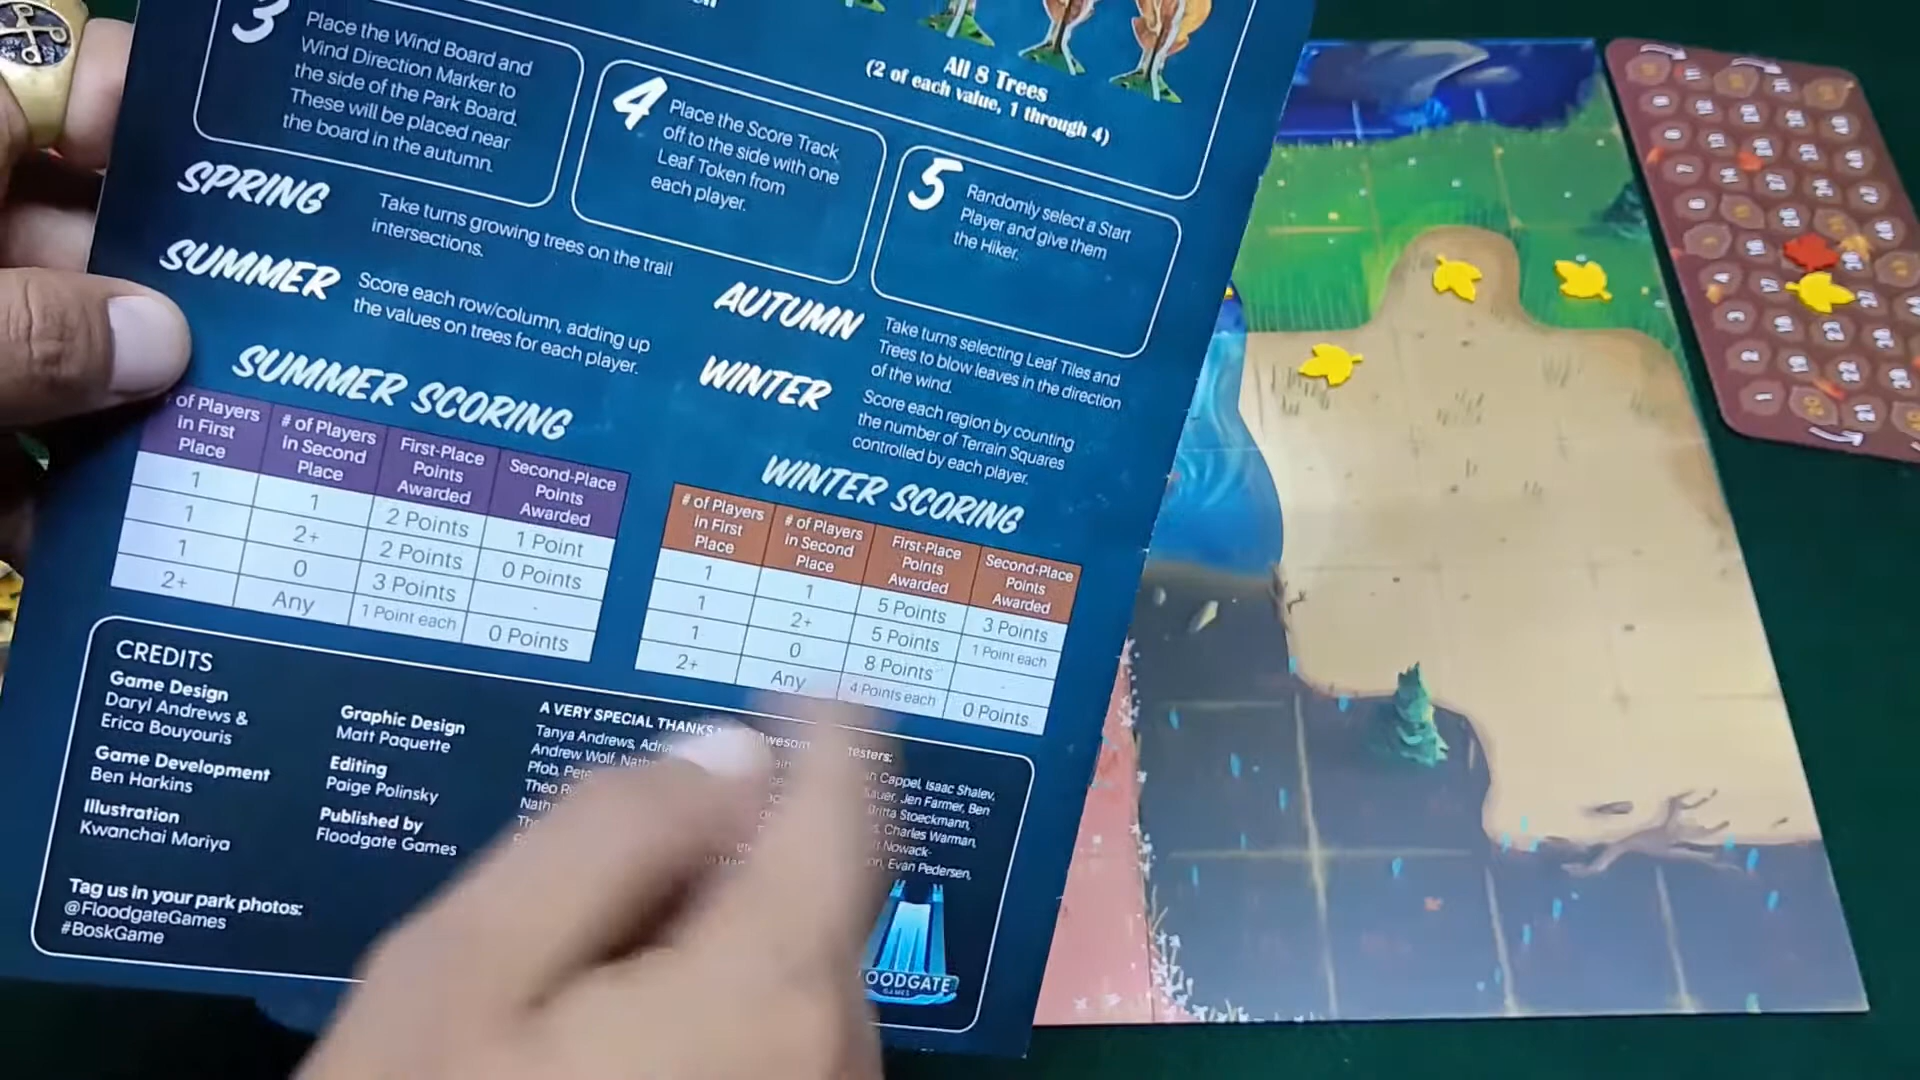 All 8 Trees
(2 of each value, 1 through 4)
3
Place the Wind Board and
Wind Direction Marker to
the side of the Park Board.
These will be placed near
the board in the autumn.
4
Place the Score Track
off to the side with one
Leaf Token from
each player.
5
Randomly select a Start
Player and give them
the Hiker.
SPRING
Take turns growing trees on the trail
intersections.
SUMMER
Score each row/column, adding up
the values on trees for each player.
AUTUMN
Take turns selecting Leaf Tiles and
Trees to blow leaves in the direction
of the wind.
WINTER
Score each region by counting
the number of Terrain Squares
controlled by each player.
SUMMER SCORING
of Players in First Place # of Players in Second Place First-Place Points Awarded Second-Place Points Awarded
1 1 2 Points 1 Point
1 2+ 2 Points 0 Points
1 0 3 Points -
2+ Any 1 Point each 0 Points
WINTER SCORING
# of Players in First Place # of Players in Second Place First-Place Points Awarded Second-Place Points Awarded
1 1 5 Points 3 Points
1 2+ 5 Points 1 Point each
1 0 8 Points -
2+ Any 4 Points each 0 Points
CREDITS
Game Design
Daryl Andrews &
Erica Bouyouris
Game Development
Ben Harkins
Illustration
Kwanchai Moriya
Graphic Design
Matt Paquette
Editing
Paige Polinsky
Published by
Floodgate Games
Tag us in your park photos:
@FloodgateGames
#BoskGame
A VERY SPECIAL THANKS
Tanya Andrews, Cappel, Isaac Shalev,
Andrew Wolf, Jen Farmer, Ben
Pfob, Stoeckmann,
Charles Warman,
Nowack-
Evan Pedersen,
OODGATE
GAMES